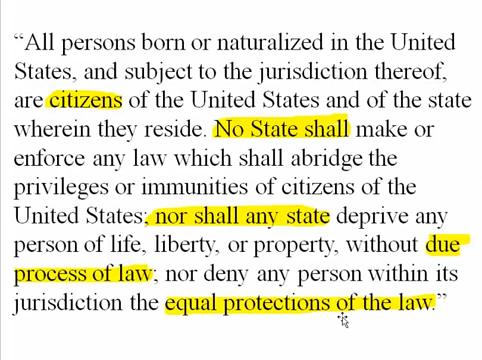 “All persons born or naturalized in the United
States, and subject to the jurisdiction thereof,
are citizens of the United States and of the state
wherein they reside. No State shall make or
enforce any law which shall abridge the
privileges or immunities of citizens of the
United States; nor shall any state deprive any
person of life, liberty, or property, without due
process of law; nor deny any person within its
jurisdiction the equal protections of the law.”